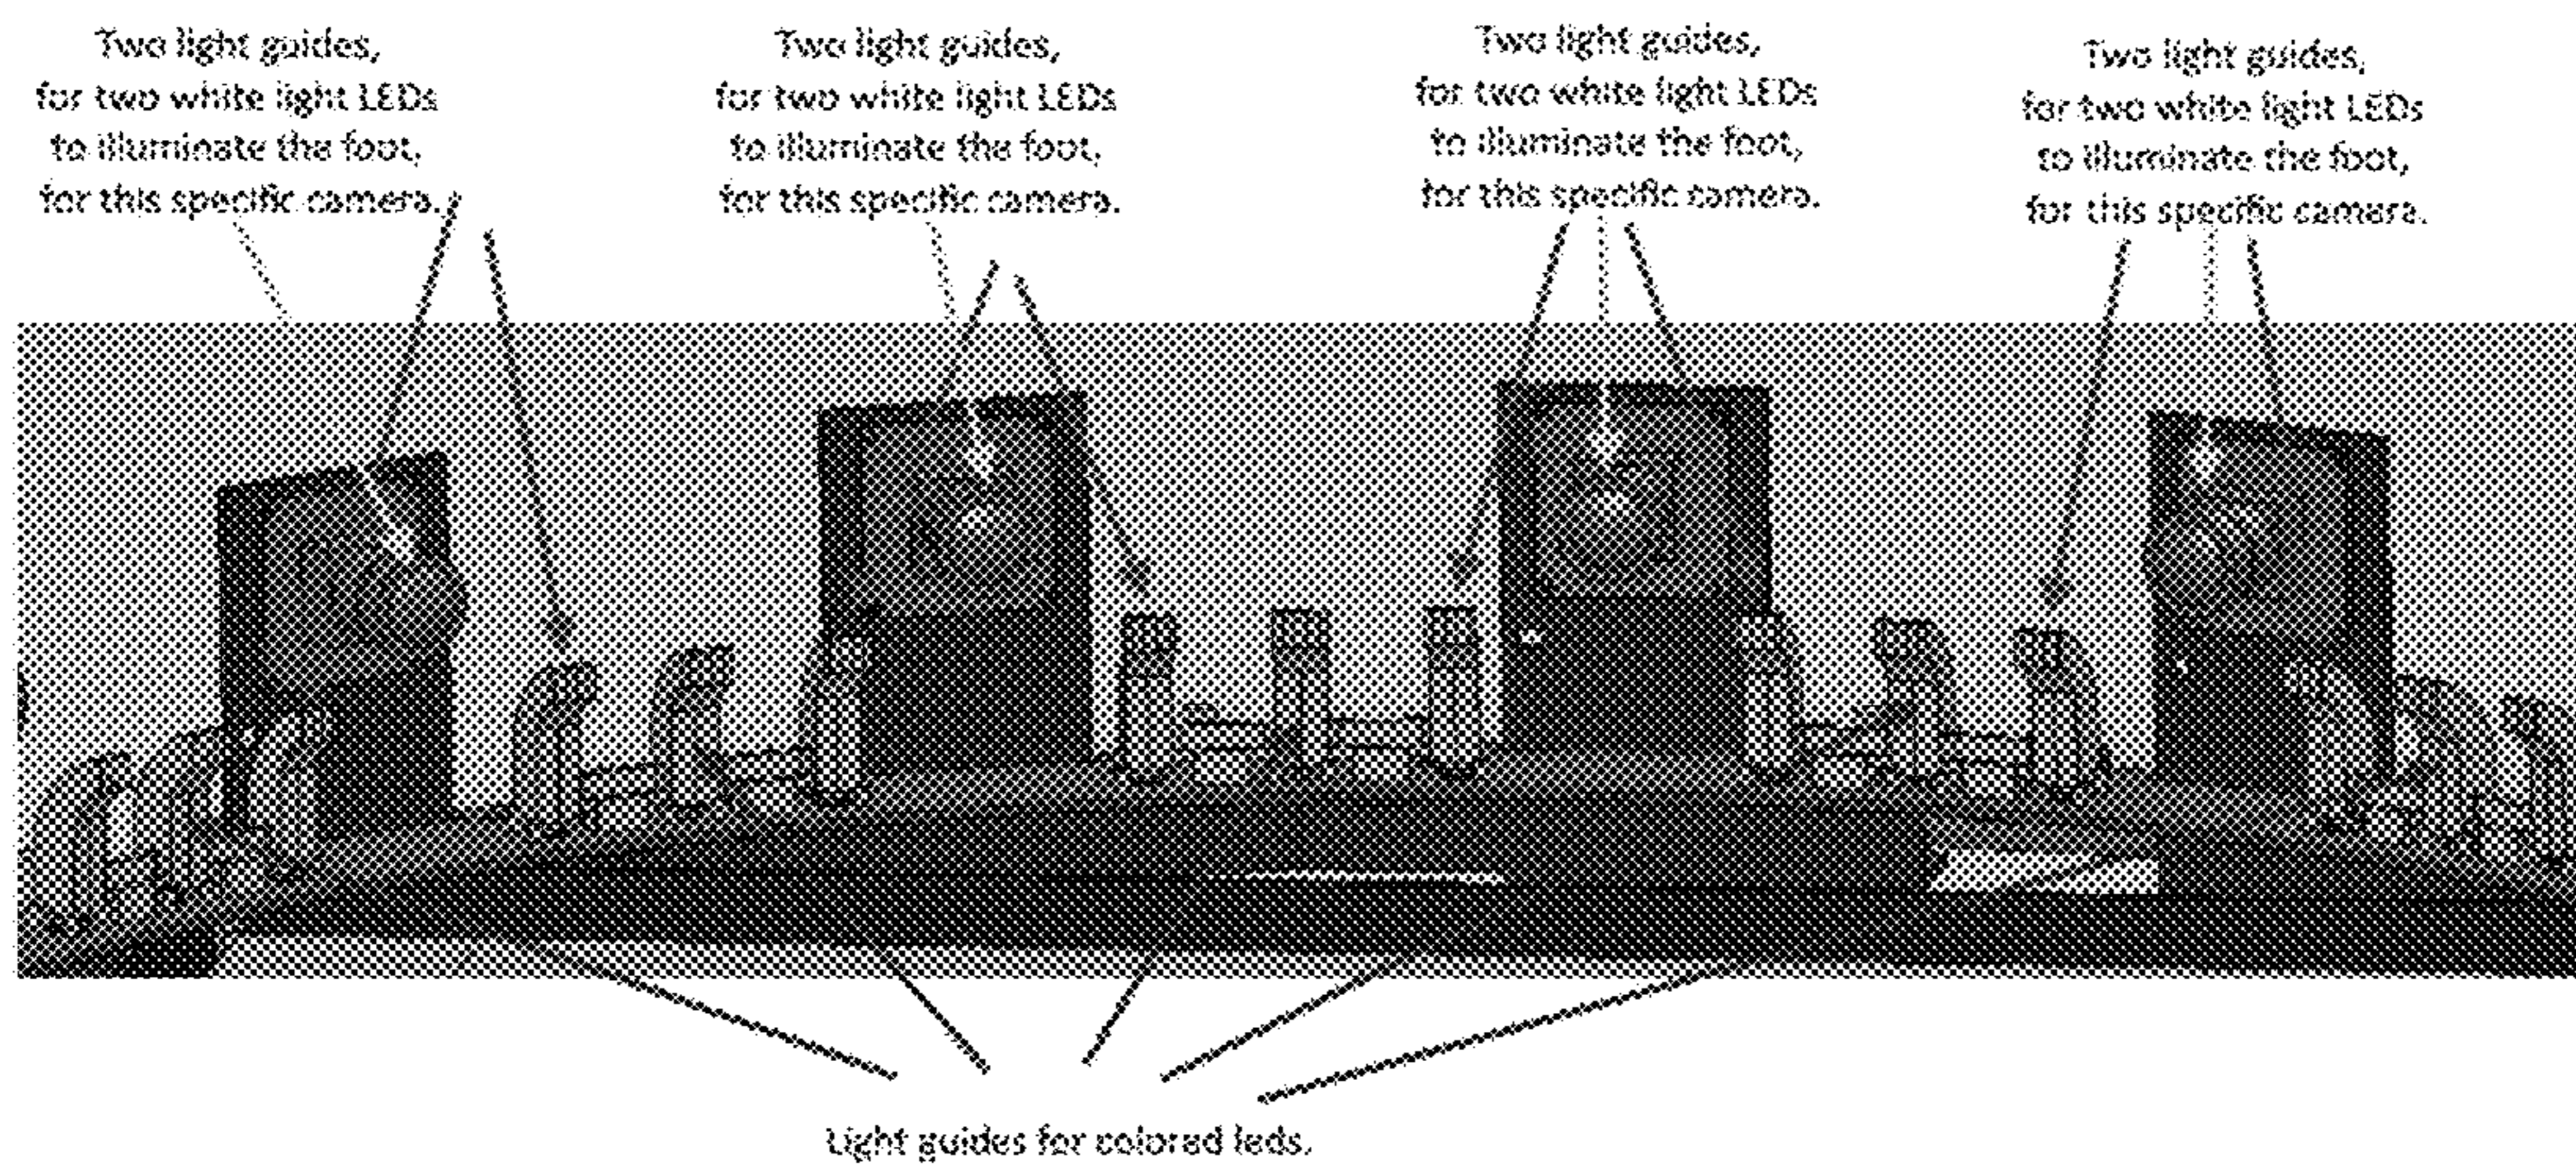 Two light guides,
for two white light LEDs
to illuminate the foot,
for this specific camera.
Two light guides,
for two white light LEDs
to illuminate the foot,
for this specific camera.
Two light guides,
for two white light LEDs
to illuminate the foot,
for this specific camera.
Two light guides,
for two white light LEDs
to illuminate the foot,
for this specific camera.
Light guides for colored leds.